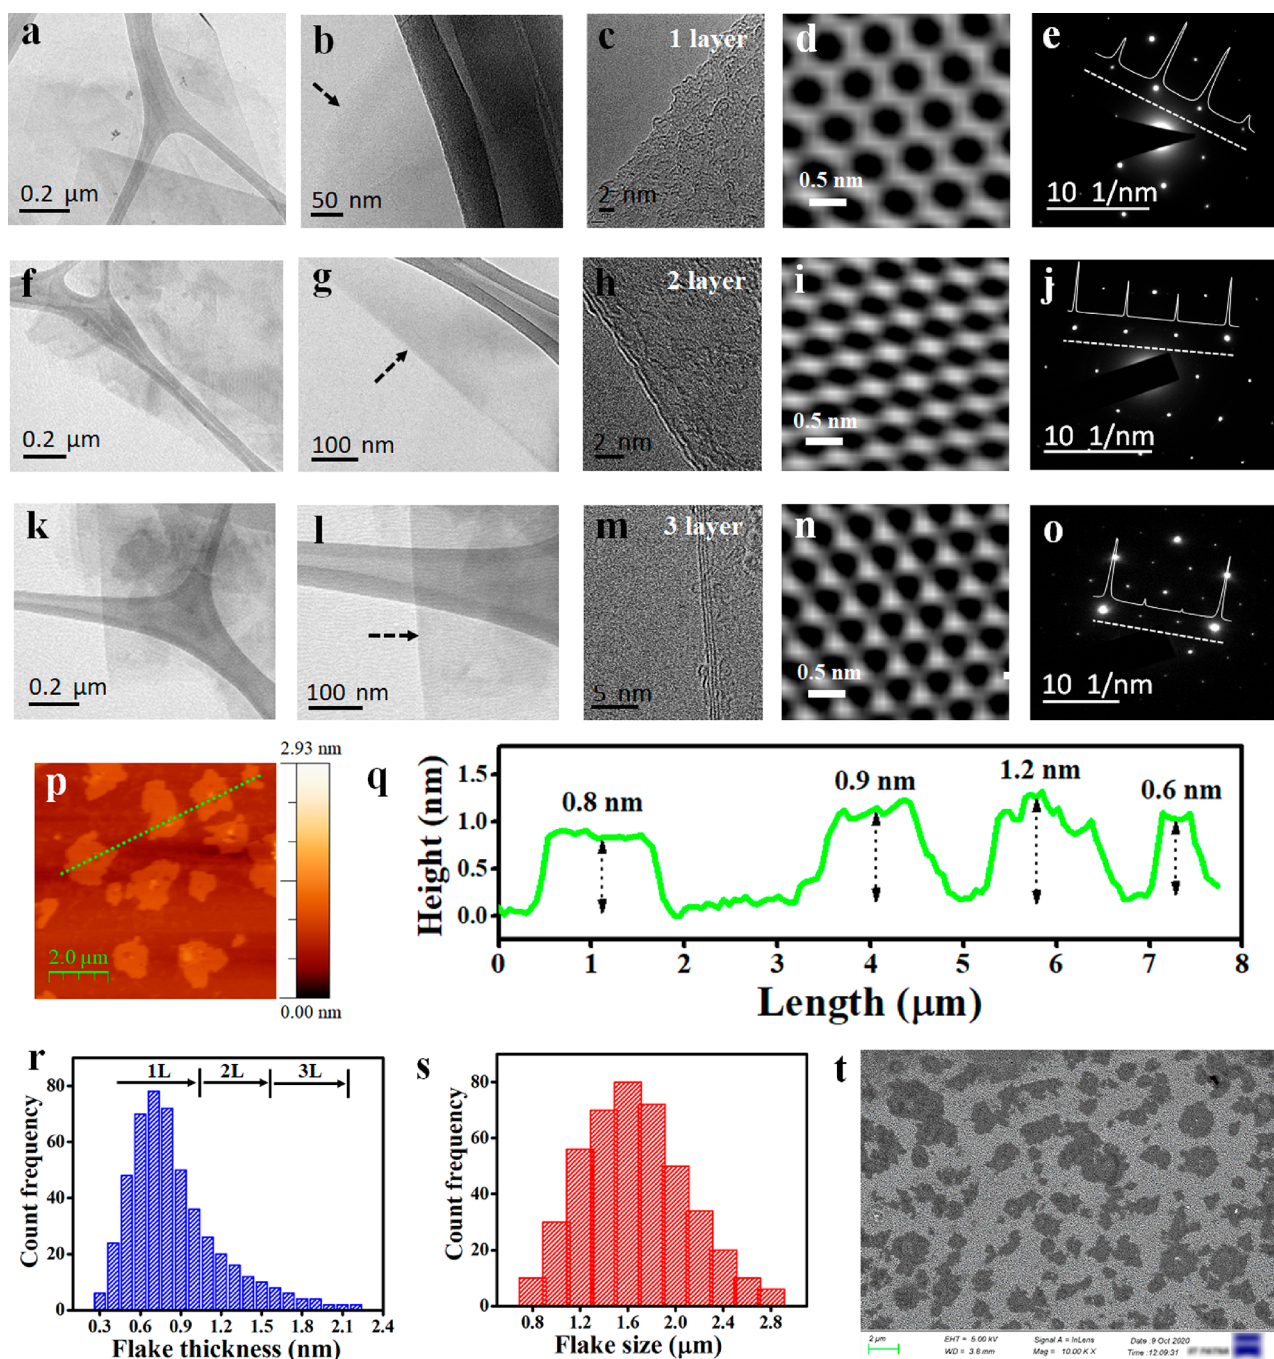 a
b
c
1 layer
d
e
0.2 µm
50 nm
2 nm
0.5 nm
10 1/nm
f
g
h
2 layer
i
j
0.2 µm
100 nm
2 nm
0.5 nm
10 1/nm
k
l
m
3 layer
n
o
0.2 µm
100 nm
5 nm
0.5 nm
10 1/nm
p
2.0 µm
2.93 nm
0.00 nm
q
Height (nm)
1.5
1.0
0.5
0.0
0.8 nm
0.9 nm
1.2 nm
0.6 nm
0 1 2 3 4 5 6 7 8
Length (µm)
r
Count frequency
80
60
40
20
0
1L 2L 3L
0.3 0.6 0.9 1.2 1.5 1.8 2.1 2.4
Flake thickness (nm)
s
Count frequency
80
60
40
20
0
0.8 1.2 1.6 2.0 2.4 2.8
Flake size (µm)
t
2 µm
EHT = 5.00 kV
Signal A = InLens
Date :9 Oct 2020
WD = 3.8 mm
Mag = 10.00 K X
Time :12:09:31